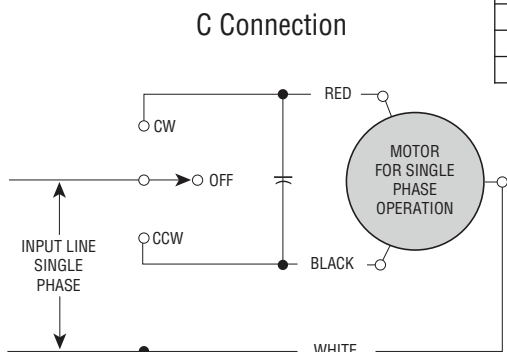 C Connection
RED
CW
OFF
MOTOR
FOR SINGLE
PHASE
OPERATION
CCW
INPUT LINE
SINGLE
PHASE
BLACK
WHITE